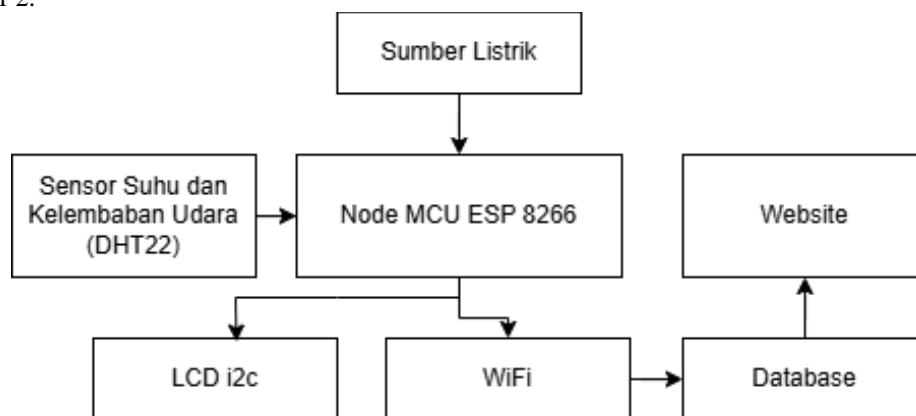 Sumber Listrik
Sensor Suhu dan
Kelembaban Udara
(DHT22)
Node MCU ESP 8266
Website
LCD i2c
WiFi
Database